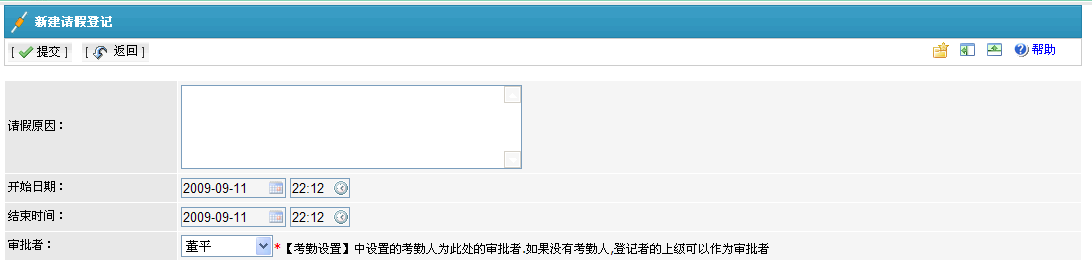 新建请假登记
[ 提交 ] [ 返回 ] 帮助
请假原因：
开始日期： 2009-09-11 22:12
结束时间： 2009-09-11 22:12
审批者： 董平 *【考勤设置】中设置的考勤人为此处的审批者.如果没有考勤人,登记者的上级可以作为审批者